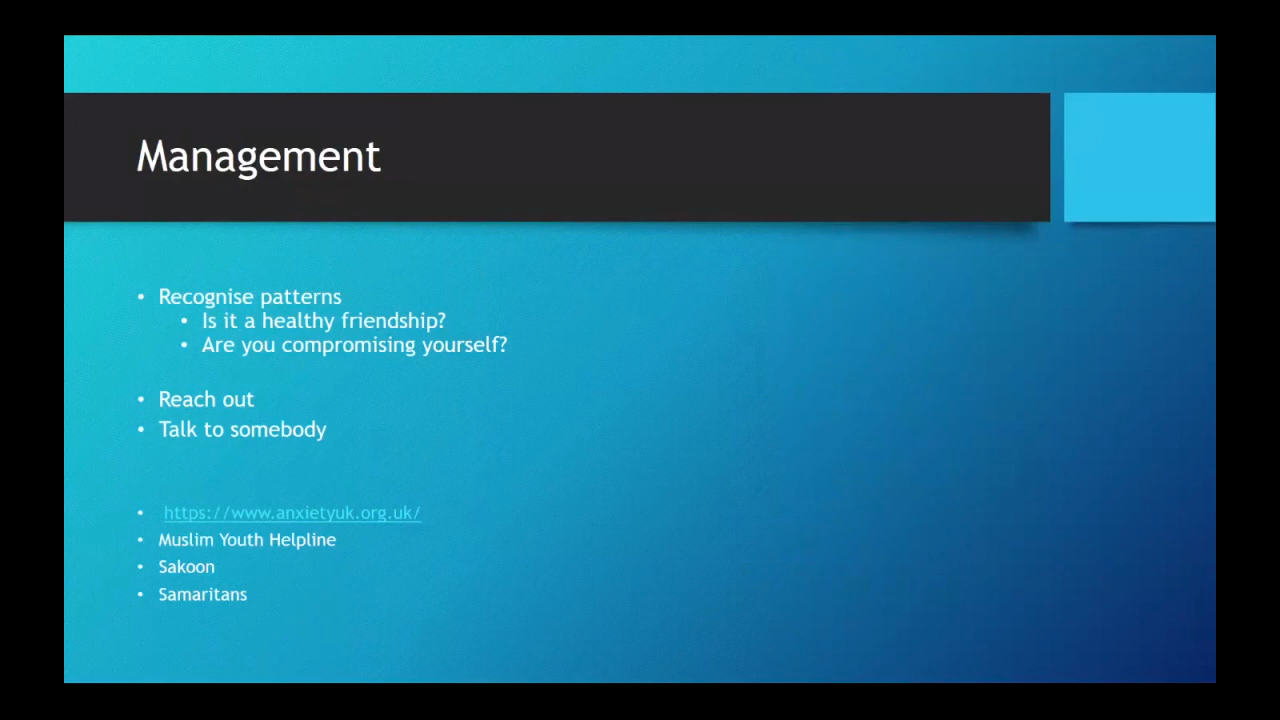 Management
• Recognise patterns
• Is it a healthy friendship?
• Are you compromising yourself?
• Reach out
• Talk to somebody
• https://www.anxietyuk.org.uk/
• Muslim Youth Helpline
• Sakoon
• Samaritans